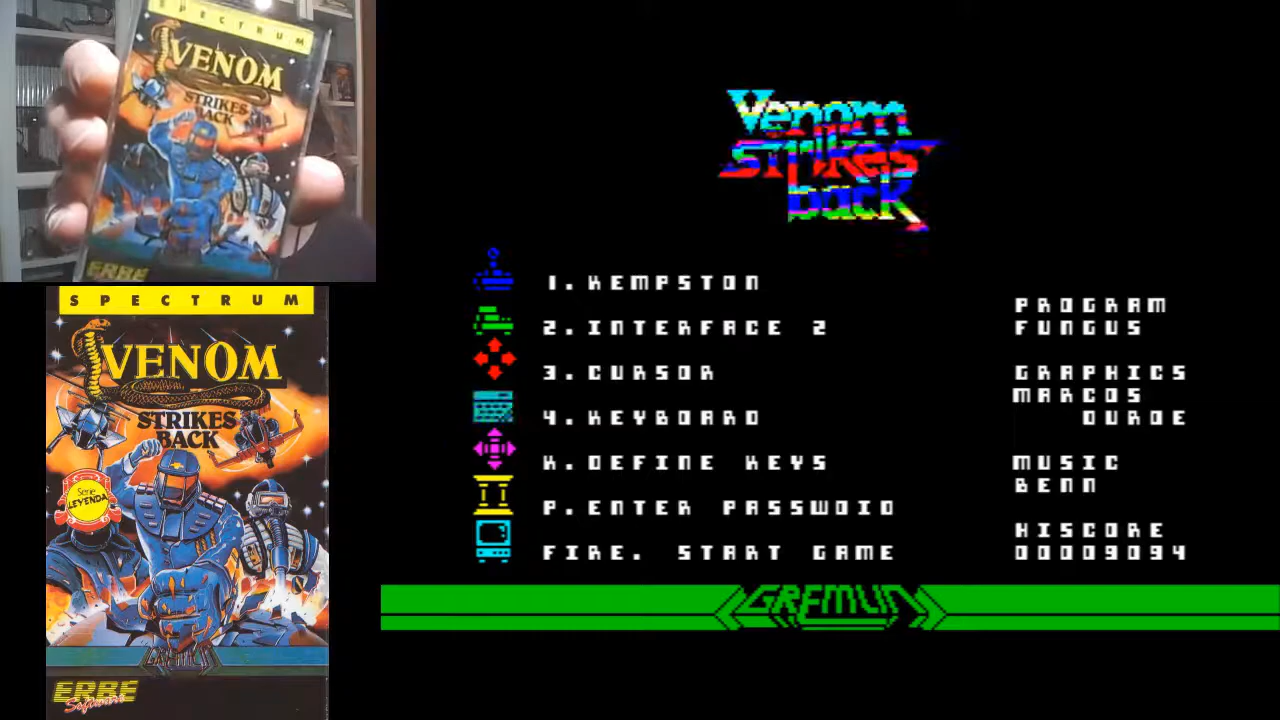 SPECTRUM
VENOM
STRIKES
BACK
ERBE
SPECTRUM
VENOM
STRIKES
BACK
Serie
LEYENDA
GREMLIN
ERBE
Software
Venom
strikes
back
1. KEMPSTON
2. INTERFACE 2
3. CURSOR
4. KEYBOARD
K. DEFINE KEYS
P. ENTER PASSWOID
FIRE. START GAME
PROGRAM
FUNGUS
GRAPHICS
MARCOS
DUROE
MUSIC
BENN
HISCORE
00009094
GREMLIN